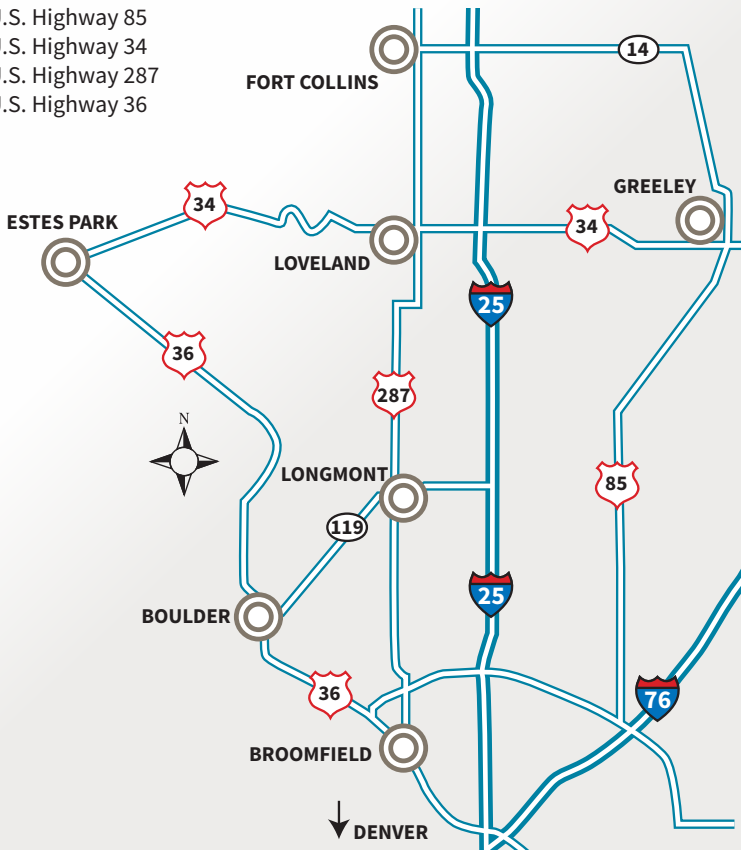 U.S. Highway 85
U.S. Highway 34
U.S. Highway 287
U.S. Highway 36
14
FORT COLLINS
GREELEY
34
ESTES PARK
34
LOVELAND
25
36
287
N
LONGMONT
85
119
25
BOULDER
36
76
BROOMFIELD
DENVER